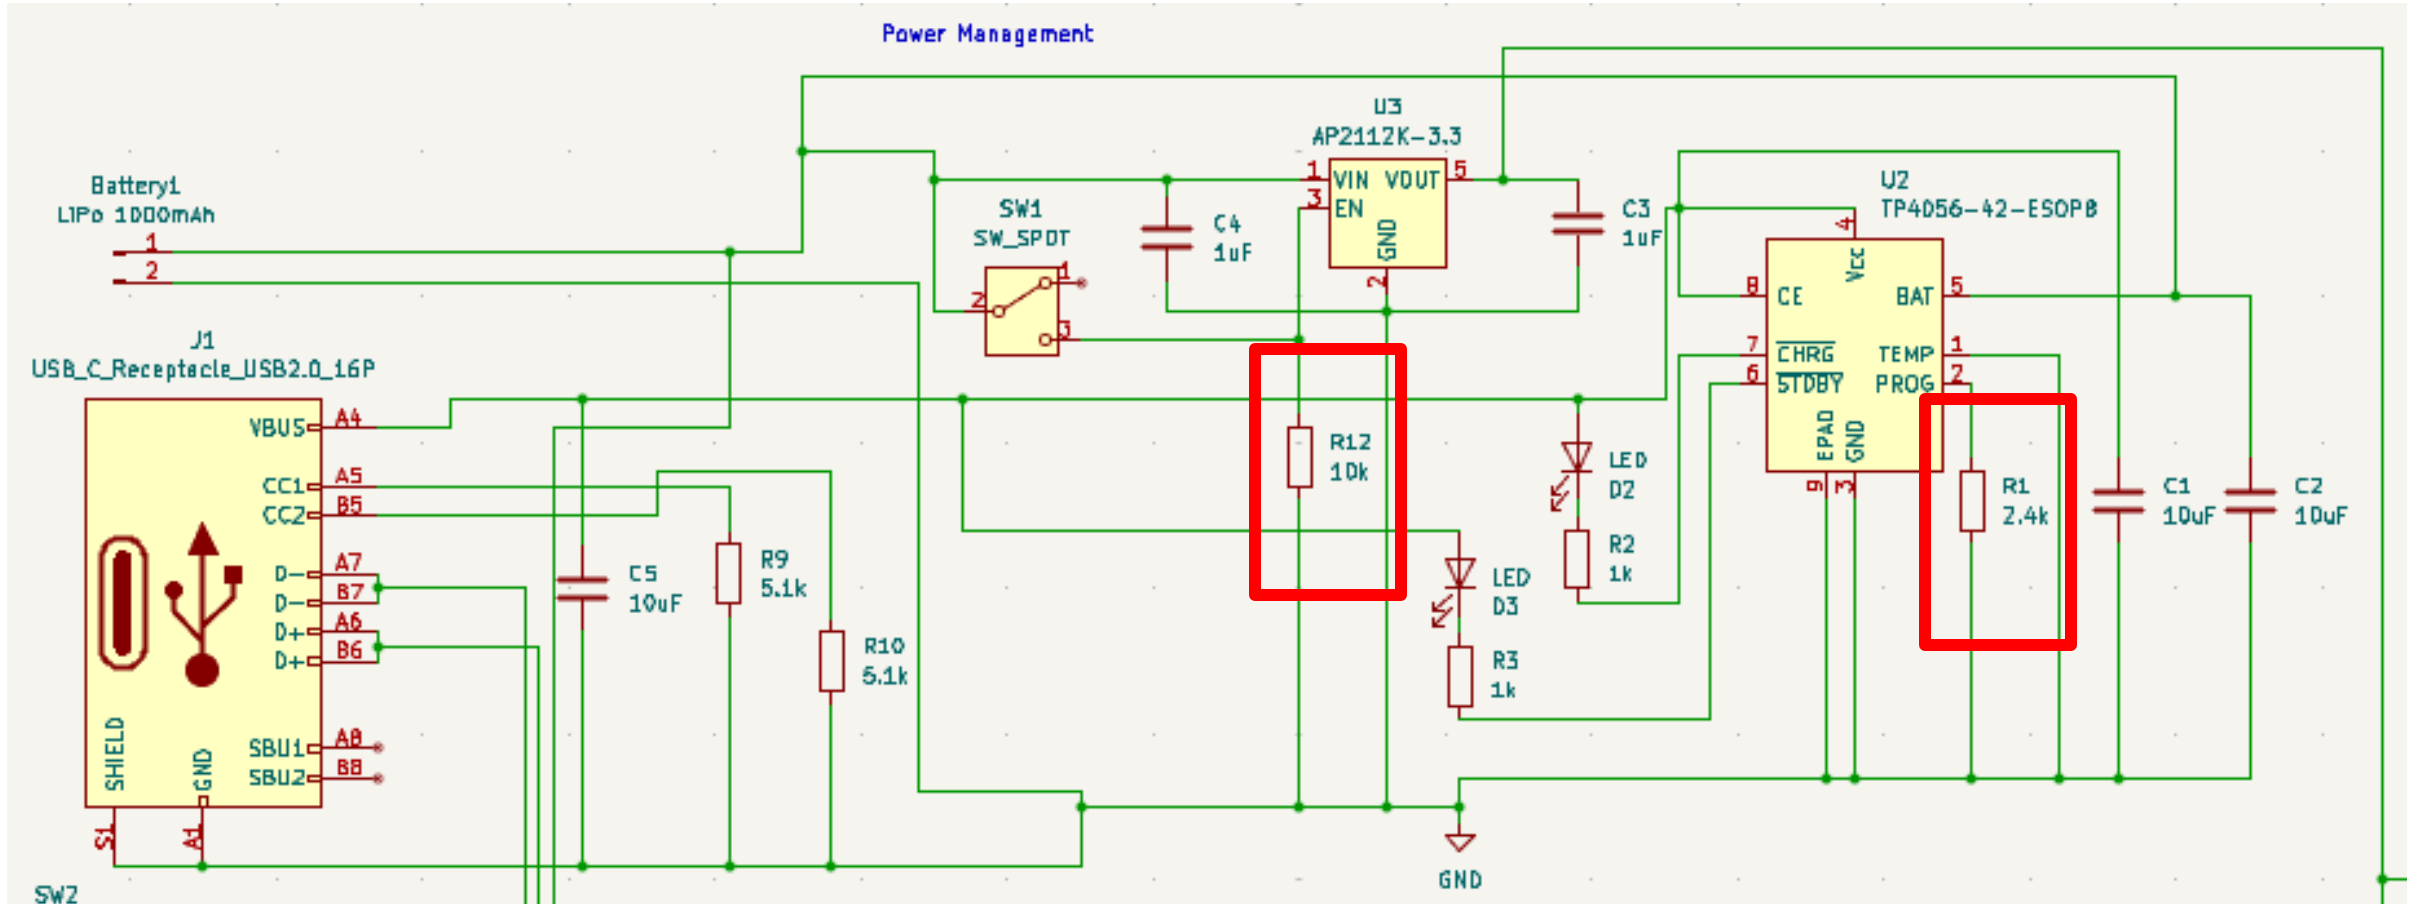 Power Management
Battery1
LiPo 1000mAh
1
2
J1
USB_C_Receptacle_USB2.0_16P
VBUS
A4
CC1
A5
CC2
B5
D-
A7
D-
B7
D+
A6
D+
B6
SBU1
A8
SBU2
B8
SHIELD
GND
S1
A1
SW2
C5
10uF
R9
5.1k
R10
5.1k
SW1
SW_SPDT
1
2
3
C4
1uF
U3
AP2112K-3.3
1
VIN
VOUT
5
3
EN
GND
2
C3
1uF
R12
10k
LED
D2
R2
1k
LED
D3
R3
1k
GND
U2
TP4056-42-ESOP8
4
Vcc
8
CE
BAT
5
7
CHRG
TEMP
1
6
STDBY
PROG
2
EPAD
GND
9
3
R1
2.4k
C1
10uF
C2
10uF